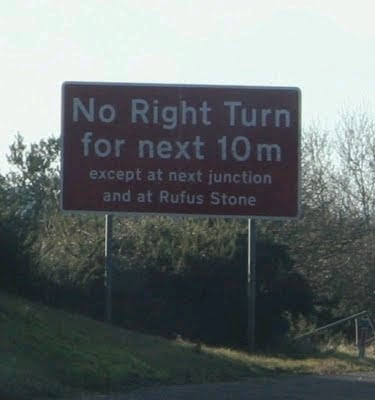 No Right Turn
for next 10m
except at next junction
and at Rufus Stone